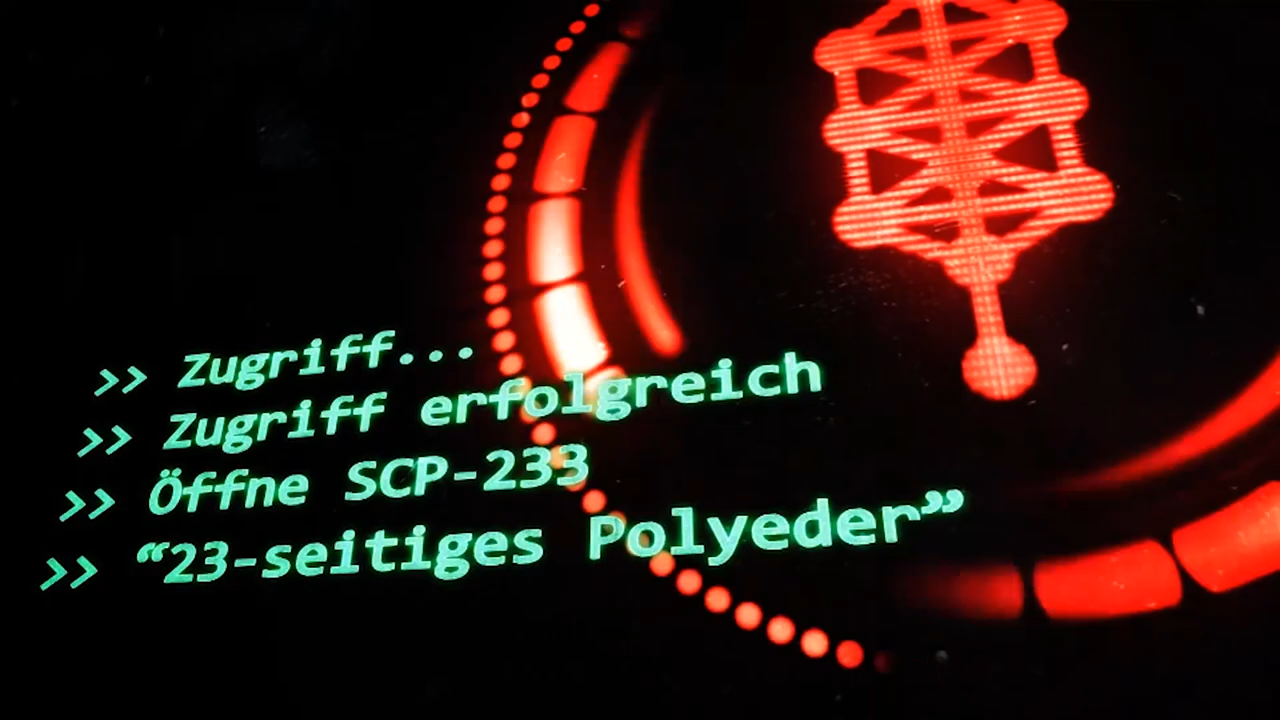 >> Zugriff...
>> Zugriff erfolgreich
>> Öffne SCP-233
>> “23-seitiges Polyeder”